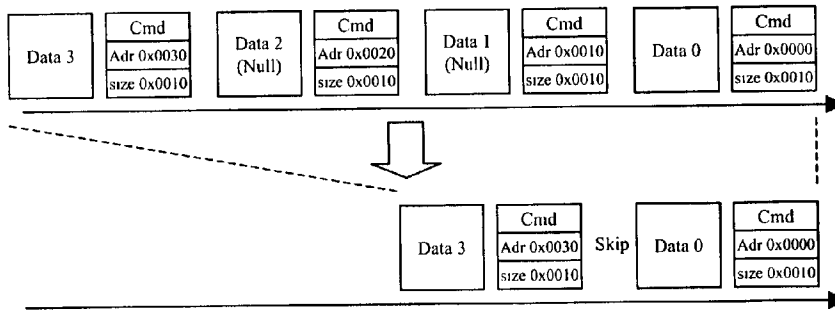 Data 3
Cmd
Adr 0x0030
size 0x0010
Data 2
(Null)
Cmd
Adr 0x0020
size 0x0010
Data 1
(Null)
Cmd
Adr 0x0010
size 0x0010
Data 0
Cmd
Adr 0x0000
size 0x0010
Data 3
Cmd
Adr 0x0030
size 0x0010
Skip
Data 0
Cmd
Adr 0x0000
size 0x0010